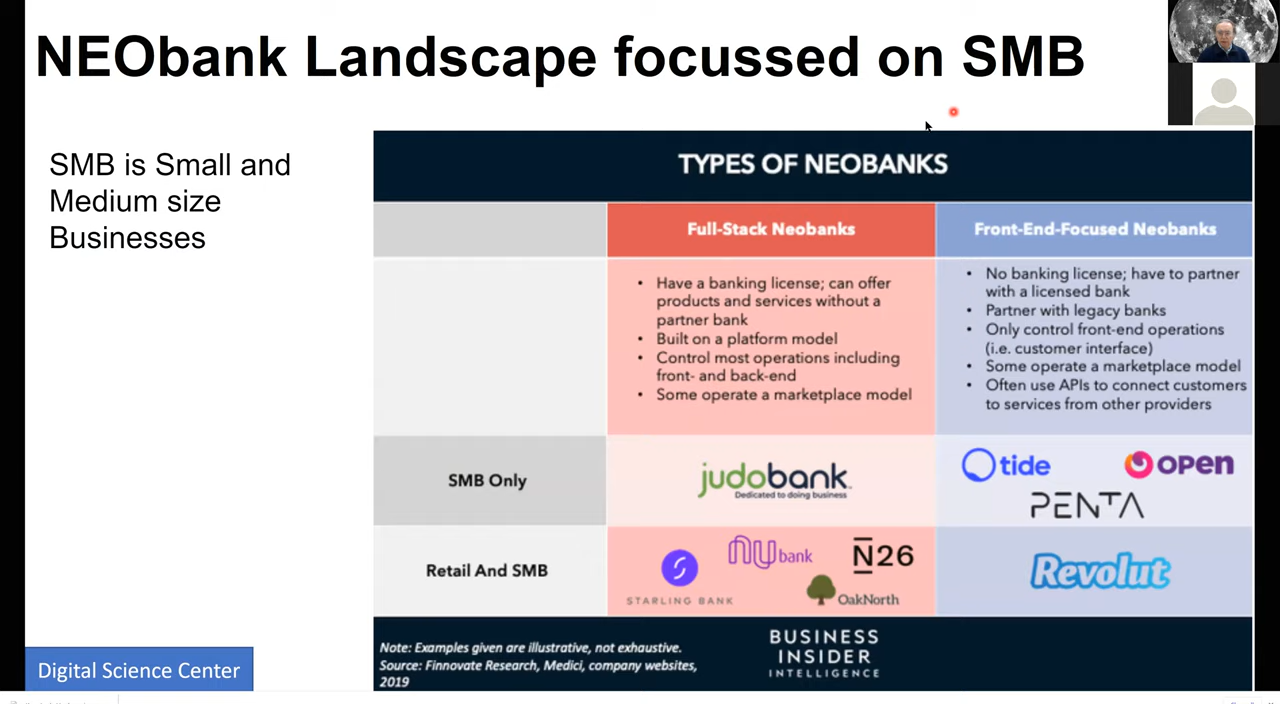 NEObank Landscape focussed on SMB
SMB is Small and
Medium size
Businesses
TYPES OF NEOBANKS
Full-Stack Neobanks
Front-End-Focused Neobanks
• Have a banking license; can offer
products and services without a
partner bank
• Built on a platform model
• Control most operations including
front- and back-end
• Some operate a marketplace model
• No banking license; have to partner
with a licensed bank
• Partner with legacy banks
• Only control front-end operations
(i.e. customer interface)
• Some operate a marketplace model
• Often use APIs to connect customers
to services from other providers
SMB Only
judobank
Dedicated to doing business
tide
OPEN
PENTA
Retail And SMB
STARLING BANK
NU bank
N26
OakNorth
Revolut
Note: Examples given are illustrative, not exhaustive.
Source: Finnovate Research, Medici, company websites,
2019
BUSINESS
INSIDER
INTELLIGENCE
Digital Science Center